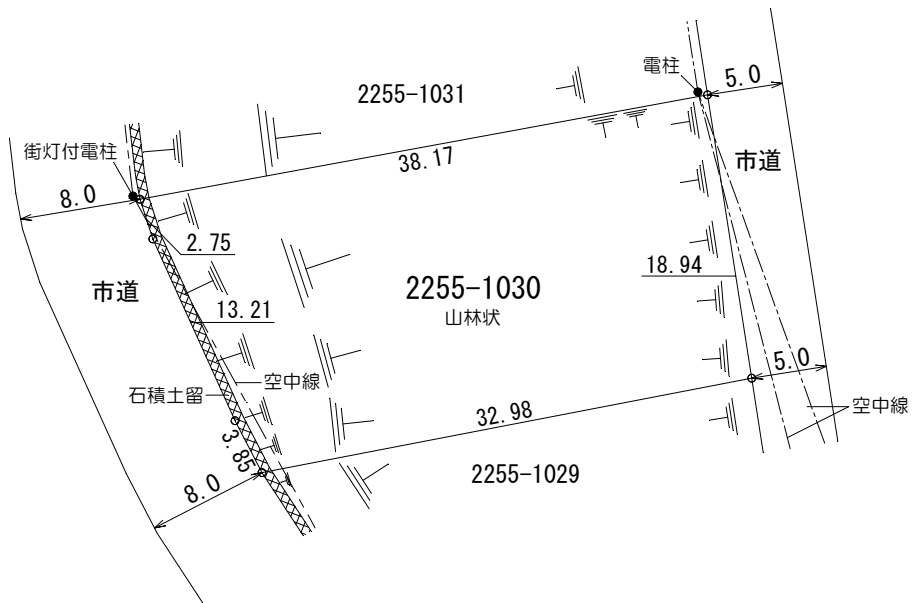 電柱
5.0
2255-1031
街灯付電柱
38.17
市道
8.0
2.75
18.94
市道
2255-1030
山林状
13.21
空中線
5.0
石積土留
空中線
32.98
3.85
8.0
2255-1029